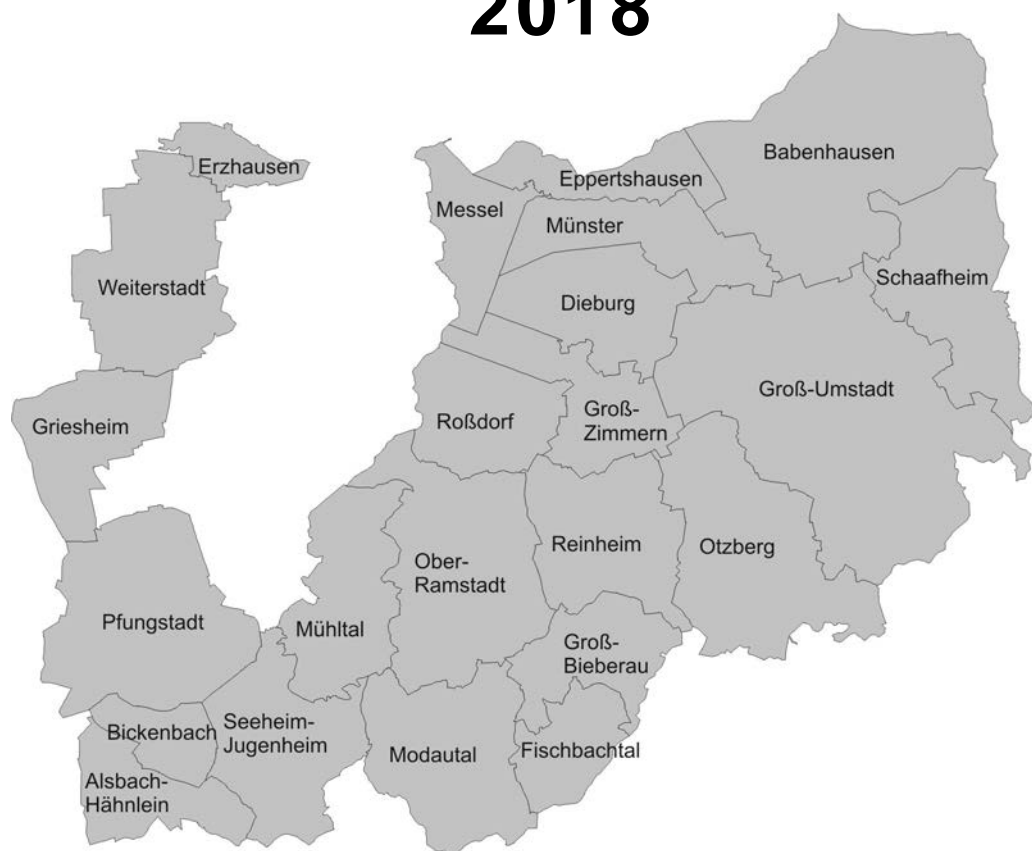 2018
Babenhausen
Erzhausen
Eppertshausen
Messel
Münster
Schaafheim
Weiterstadt
Dieburg
Groß-Umstadt
Griesheim
Roßdorf
Groß-
Zimmern
Reinheim
Otzberg
Ober-
Ramstadt
Pfungstadt
Mühltal
Groß-
Bieberau
Bickenbach
Seeheim-
Jugenheim
Modautal
Fischbachtal
Alsbach-
Hähnlein